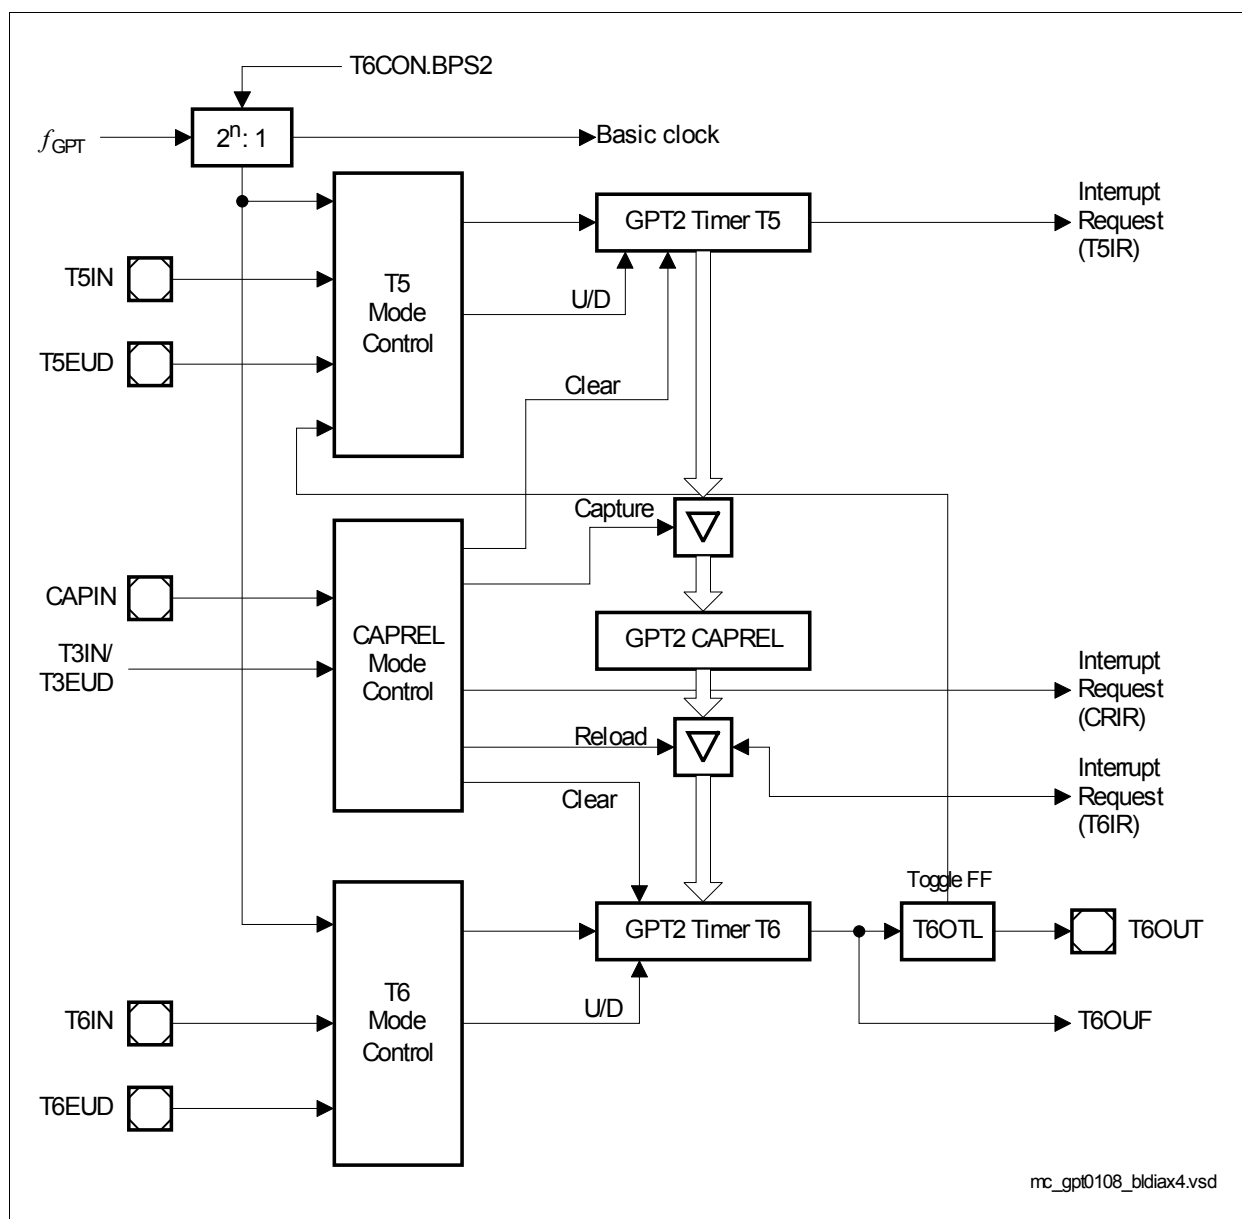 T6CON.BPS2
fGPT
2n: 1
Basic clock
Interrupt
Request
(T5IR)
GPT2 Timer T5
T5IN
T5
Mode
Control
U/D
T5EUD
Clear
Capture
CAPIN
GPT2 CAPREL
CAPREL
Mode
Control
T3IN/
T3EUD
Interrupt
Request
(CRIR)
Reload
Interrupt
Request
(T6IR)
Clear
Toggle FF
GPT2 Timer T6
T6OTL
T6OUT
T6
Mode
Control
U/D
T6IN
T6OUF
T6EUD
mc_gpt0108_bldiax4.vsd